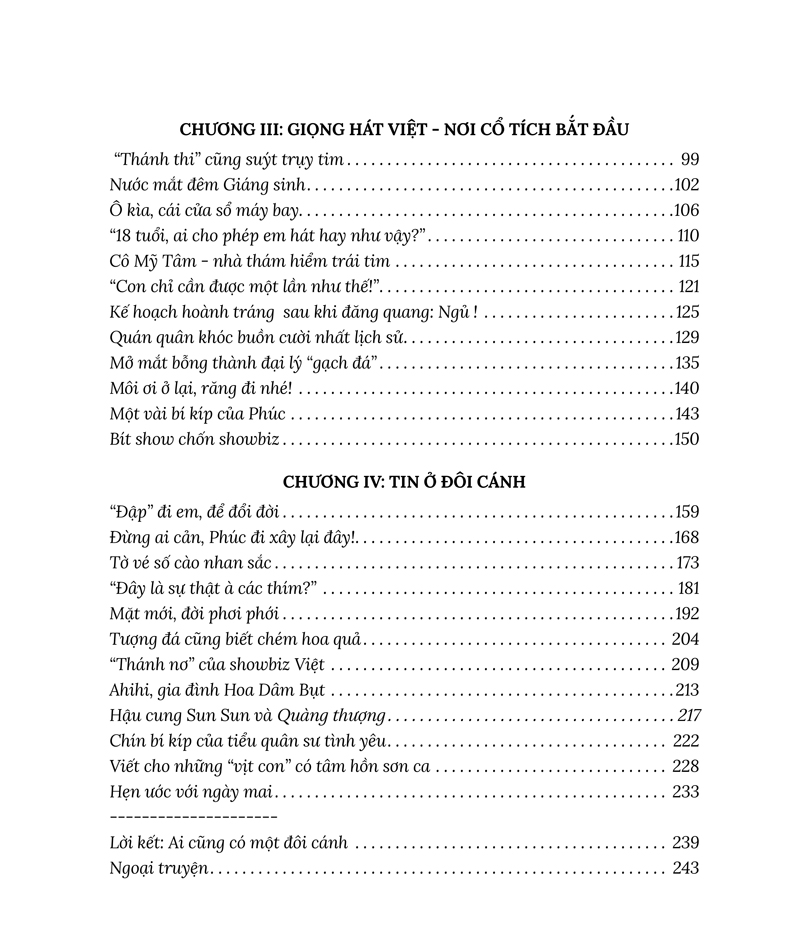 CHƯƠNG III: GIỌNG HÁT VIỆT - NƠI CỔ TÍCH BẮT ĐẦU
“Thánh thi” cũng suýt trụy tim . . . . . . . . . . . . . . . . . . . . . . . . . . . . . . . . . . . . . . . . . 99
Nước mắt đêm Giáng sinh. . . . . . . . . . . . . . . . . . . . . . . . . . . . . . . . . . . . . . . . . . . . . .102
Ô kìa, cái cửa sổ máy bay. . . . . . . . . . . . . . . . . . . . . . . . . . . . . . . . . . . . . . . . . . . . . . .106
“18 tuổi, ai cho phép em hát hay như vậy?”. . . . . . . . . . . . . . . . . . . . . . . . . . . . . . . 110
Cô Mỹ Tâm - nhà thám hiểm trái tim . . . . . . . . . . . . . . . . . . . . . . . . . . . . . . . . . . . 115
“Con chỉ cần được một lần như thế!”. . . . . . . . . . . . . . . . . . . . . . . . . . . . . . . . . . . . . 121
Kế hoạch hoành tráng  sau khi đăng quang: Ngủ ! . . . . . . . . . . . . . . . . . . . . . . . . 125
Quán quân khóc buồn cười nhất lịch sử. . . . . . . . . . . . . . . . . . . . . . . . . . . . . . . . . .129
Mở mắt bỗng thành đại lý “gạch đá”. . . . . . . . . . . . . . . . . . . . . . . . . . . . . . . . . . . . .135
Môi ơi ở lại, răng đi nhé! . . . . . . . . . . . . . . . . . . . . . . . . . . . . . . . . . . . . . . . . . . . . . . .140
Một vài bí kíp của Phúc . . . . . . . . . . . . . . . . . . . . . . . . . . . . . . . . . . . . . . . . . . . . . . . .143
Bít show chốn showbiz . . . . . . . . . . . . . . . . . . . . . . . . . . . . . . . . . . . . . . . . . . . . . . . . .150
CHƯƠNG IV: TIN Ở ĐÔI CÁNH
“Đập” đi em, để đổi đời . . . . . . . . . . . . . . . . . . . . . . . . . . . . . . . . . . . . . . . . . . . . . . . . .159
Đừng ai cản, Phúc đi xây lại đây!. . . . . . . . . . . . . . . . . . . . . . . . . . . . . . . . . . . . . . . .168
Tờ vé số cào nhan sắc . . . . . . . . . . . . . . . . . . . . . . . . . . . . . . . . . . . . . . . . . . . . . . . . . . 173
“Đây là sự thật à các thím?” . . . . . . . . . . . . . . . . . . . . . . . . . . . . . . . . . . . . . . . . . . . . 181
Mặt mới, đời phơi phới . . . . . . . . . . . . . . . . . . . . . . . . . . . . . . . . . . . . . . . . . . . . . . . . .192
Tượng đá cũng biết chém hoa quả . . . . . . . . . . . . . . . . . . . . . . . . . . . . . . . . . . . . . . 204
“Thánh nơ” của showbiz Việt . . . . . . . . . . . . . . . . . . . . . . . . . . . . . . . . . . . . . . . . . . 209
Ahihi, gia đình Hoa Dâm Bụt . . . . . . . . . . . . . . . . . . . . . . . . . . . . . . . . . . . . . . . . . . .213
Hậu cung Sun Sun và Quàng thượng. . . . . . . . . . . . . . . . . . . . . . . . . . . . . . . . . . . . 217
Chín bí kíp của tiểu quân sư tình yêu. . . . . . . . . . . . . . . . . . . . . . . . . . . . . . . . . . . 222
Viết cho những “vịt con” có tâm hồn sơn ca . . . . . . . . . . . . . . . . . . . . . . . . . . . . . 228
Hẹn ước với ngày mai. . . . . . . . . . . . . . . . . . . . . . . . . . . . . . . . . . . . . . . . . . . . . . . . . 233
---------------------
Lời kết: Ai cũng có một đôi cánh . . . . . . . . . . . . . . . . . . . . . . . . . . . . . . . . . . . . . . . 239
Ngoại truyện. . . . . . . . . . . . . . . . . . . . . . . . . . . . . . . . . . . . . . . . . . . . . . . . . . . . . . . . . 243